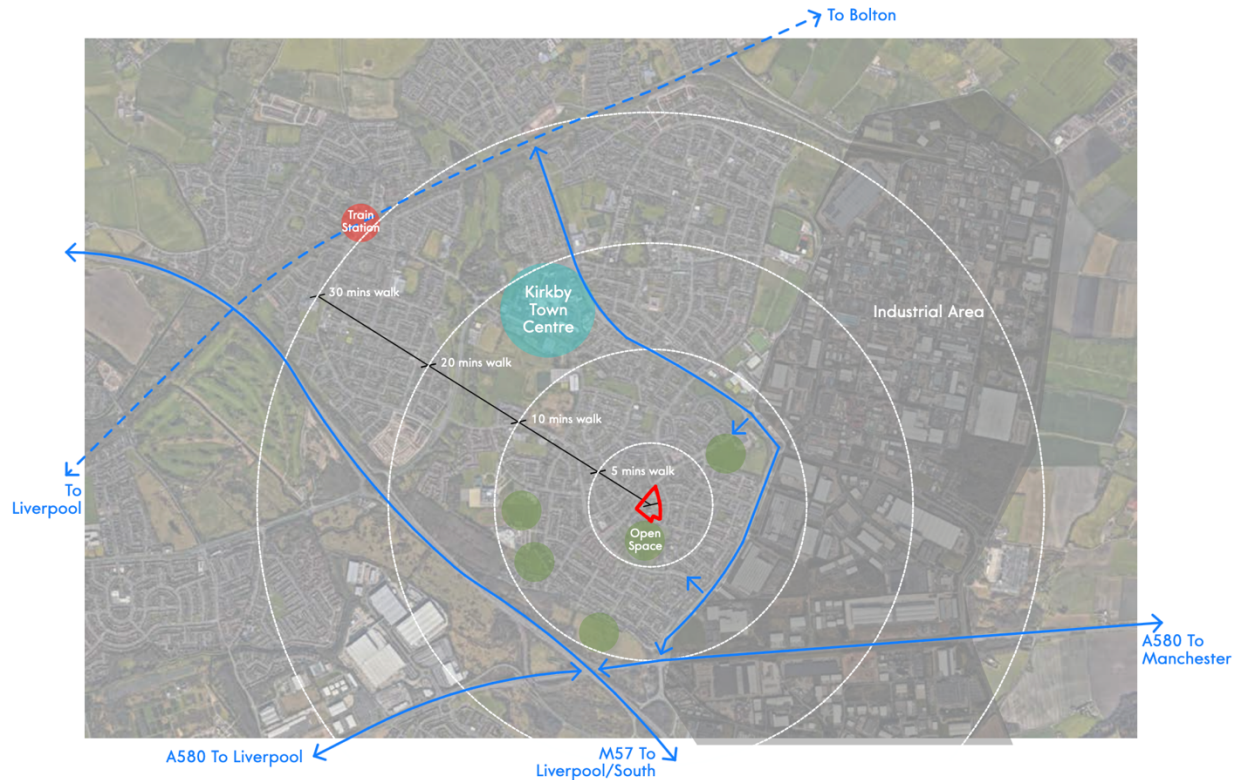 To Bolton
Train
Station
30 mins walk
Kirkby
Town
Centre
Industrial Area
20 mins walk
10 mins walk
5 mins walk
To
Liverpool
Open
Space
A580 To
Manchester
A580 To Liverpool
M57 To
Liverpool/South